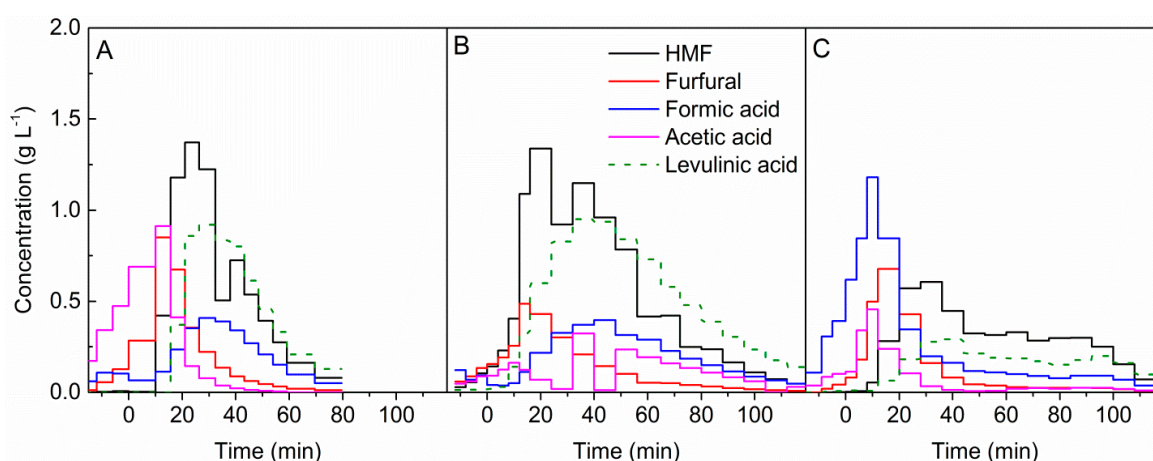 2.0
1.5
1.0
0.5
0.0
Concentration (g L-1)
A
B
C
HMF
Furfural
Formic acid
Acetic acid
Levulinic acid
0 20 40 60 80 100
0 20 40 60 80 100
0 20 40 60 80 100
Time (min)
Time (min)
Time (min)